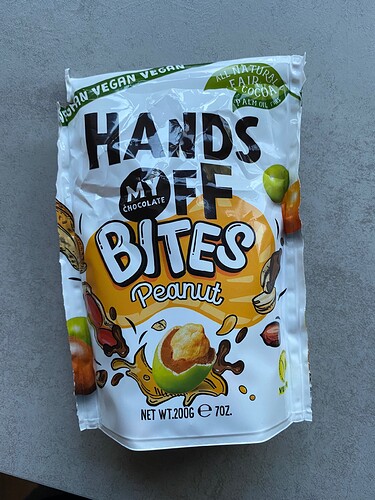 VEGAN VEGAN VEGAN
ALL NATURAL
FAIR
COCOA
PALM OIL FREE
HANDS
OFF
MY
CHOCOLATE
BITES
Peanut
NET WT.200G e 7OZ.